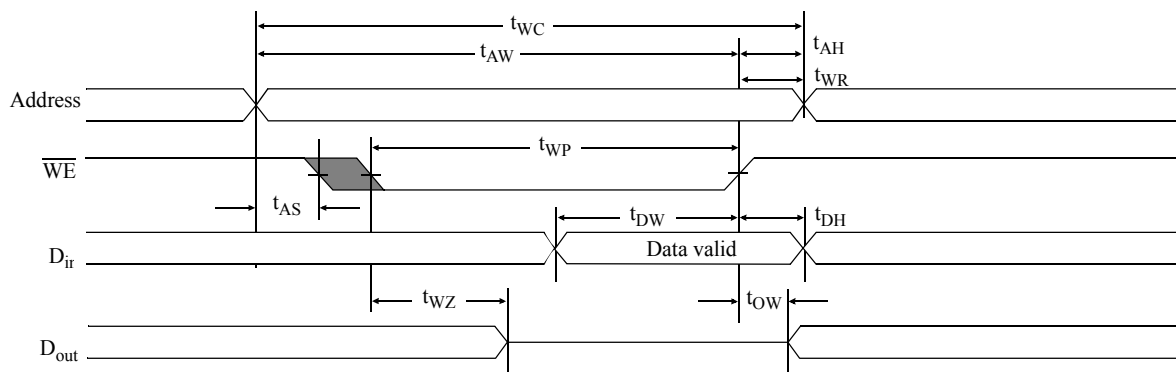 tWC
tAW
tAH
tWR
Address
WE
tWP
tAS
tDW
tDH
Din
Data valid
tWZ
tOW
Dout